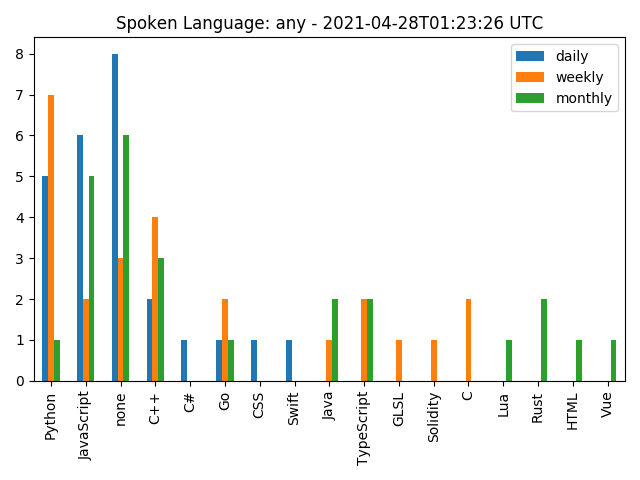 Spoken Language: any - 2021-04-28T01:23:26 UTC
daily
weekly
monthly
8
7
6
5
4
3
2
1
0
Python
JavaScript
none
C++
C#
Go
CSS
Swift
Java
TypeScript
GLSL
Solidity
C
Lua
Rust
HTML
Vue